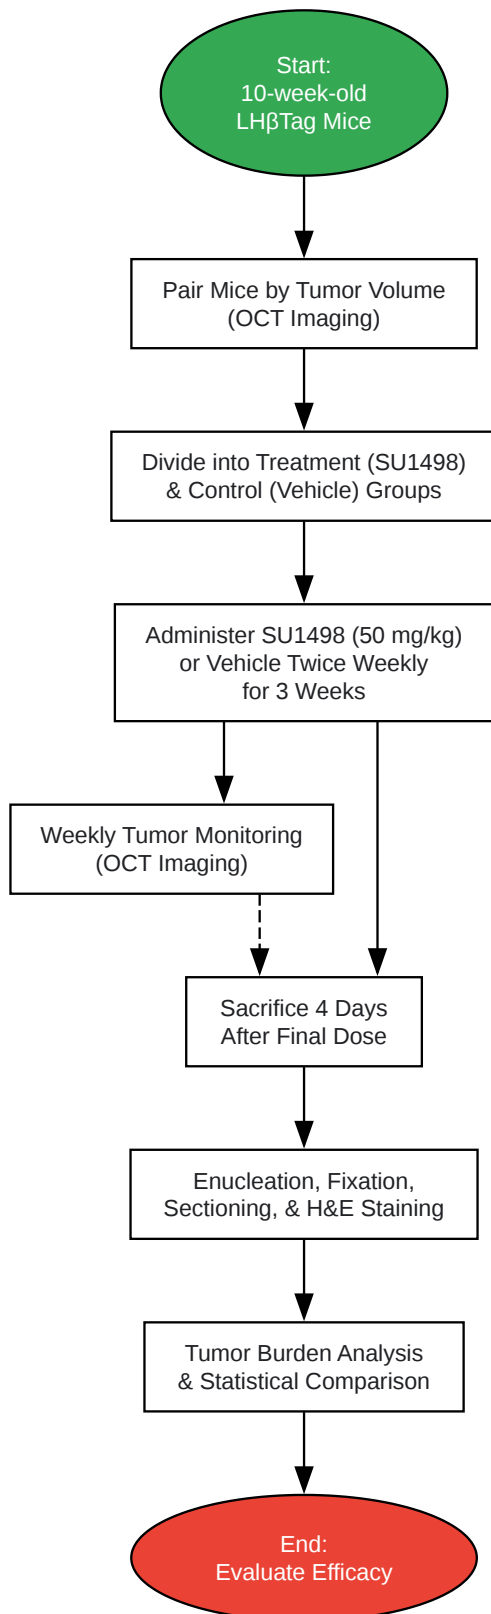 Start:
10-week-old
LHβTag Mice
Pair Mice by Tumor Volume
(OCT Imaging)
Divide into Treatment (SU1498)
& Control (Vehicle) Groups
Administer SU1498 (50 mg/kg)
or Vehicle Twice Weekly
for 3 Weeks
Weekly Tumor Monitoring
(OCT Imaging)
Sacrifice 4 Days
After Final Dose
Enucleation, Fixation,
Sectioning, & H&E Staining
Tumor Burden Analysis
& Statistical Comparison
End:
Evaluate Efficacy